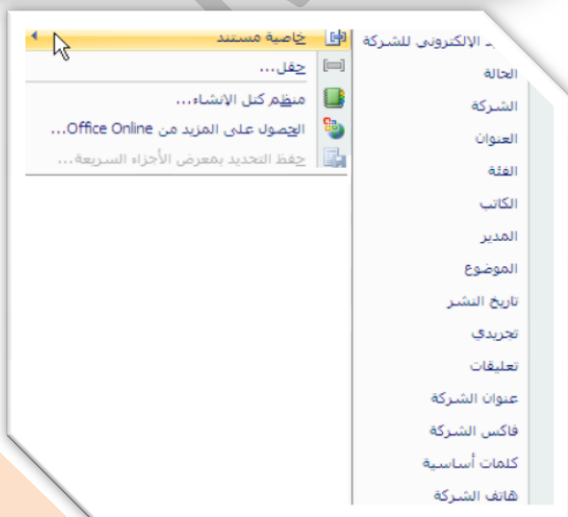 خاصية مستند
حقل...
منظم كتل الإنشاء...
الحصول على المزيد من Office Online...
حفظ التحديد بمعرض الأجزاء السريعة...
الالكتروني للشركة
الحالة
الشركة
العنوان
الفئة
الكاتب
المدير
الموضوع
تاريخ النشر
تجريدي
تعليقات
عنوان الشركة
فاكس الشركة
كلمات أساسية
هاتف الشركة